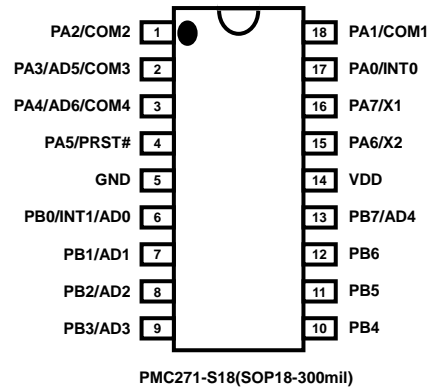 PA2/COM2 1 18 PA1/COM1
PA3/AD5/COM3 2 17 PA0/INT0
PA4/AD6/COM4 3 16 PA7/X1
PA5/PRST# 4 15 PA6/X2
GND 5 14 VDD
PB0/INT1/AD0 6 13 PB7/AD4
PB1/AD1 7 12 PB6
PB2/AD2 8 11 PB5
PB3/AD3 9 10 PB4
PMC271-S18(SOP18-300mil)